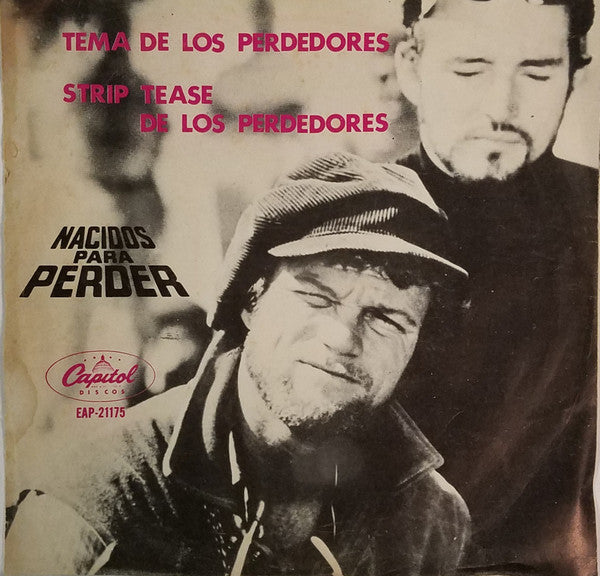 TEMA DE LOS PERDEDORES
STRIP TEASE
DE LOS PERDEDORES
NACIDOS
PARA
PERDER
Capitol
DISCOS
EAP-21175